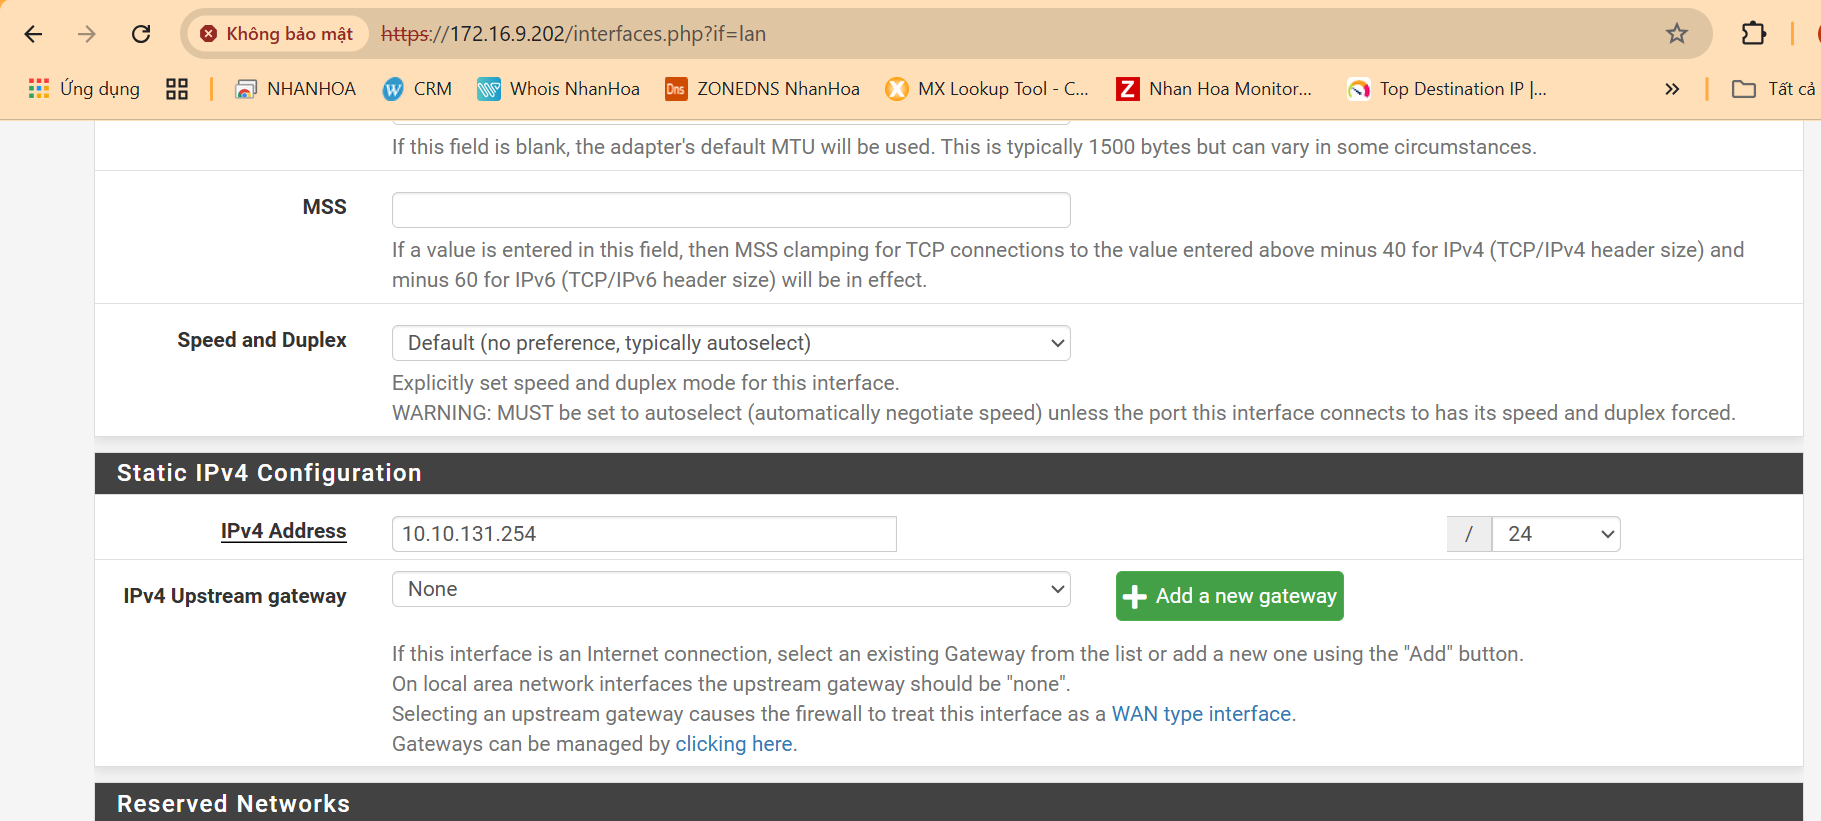 Không bảo mật https://172.16.9.202/interfaces.php?if=lan
Ứng dụng NHANHOA CRM Whois NhanHoa Dns ZONEDNS NhanHoa MX Lookup Tool - C... Z Nhan Hoa Monitor... Top Destination IP |... » Tất cả
If this field is blank, the adapter's default MTU will be used. This is typically 1500 bytes but can vary in some circumstances.
MSS
If a value is entered in this field, then MSS clamping for TCP connections to the value entered above minus 40 for IPv4 (TCP/IPv4 header size) and
minus 60 for IPv6 (TCP/IPv6 header size) will be in effect.
Speed and Duplex Default (no preference, typically autoselect)
Explicitly set speed and duplex mode for this interface.
WARNING: MUST be set to autoselect (automatically negotiate speed) unless the port this interface connects to has its speed and duplex forced.
Static IPv4 Configuration
IPv4 Address 10.10.131.254 / 24
IPv4 Upstream gateway None Add a new gateway
If this interface is an Internet connection, select an existing Gateway from the list or add a new one using the "Add" button.
On local area network interfaces the upstream gateway should be "none".
Selecting an upstream gateway causes the firewall to treat this interface as a WAN type interface.
Gateways can be managed by clicking here.
Reserved Networks